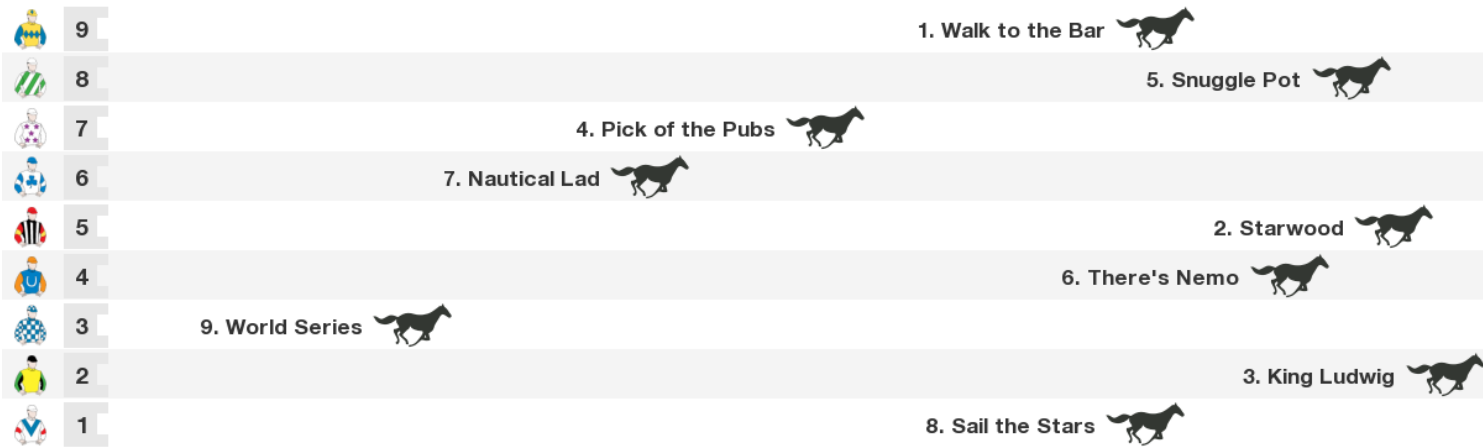 9 1. Walk to the Bar
8 5. Snuggle Pot
7 4. Pick of the Pubs
6 7. Nautical Lad
5 2. Starwood
4 6. There's Nemo
3 9. World Series
2 3. King Ludwig
1 8. Sail the Stars